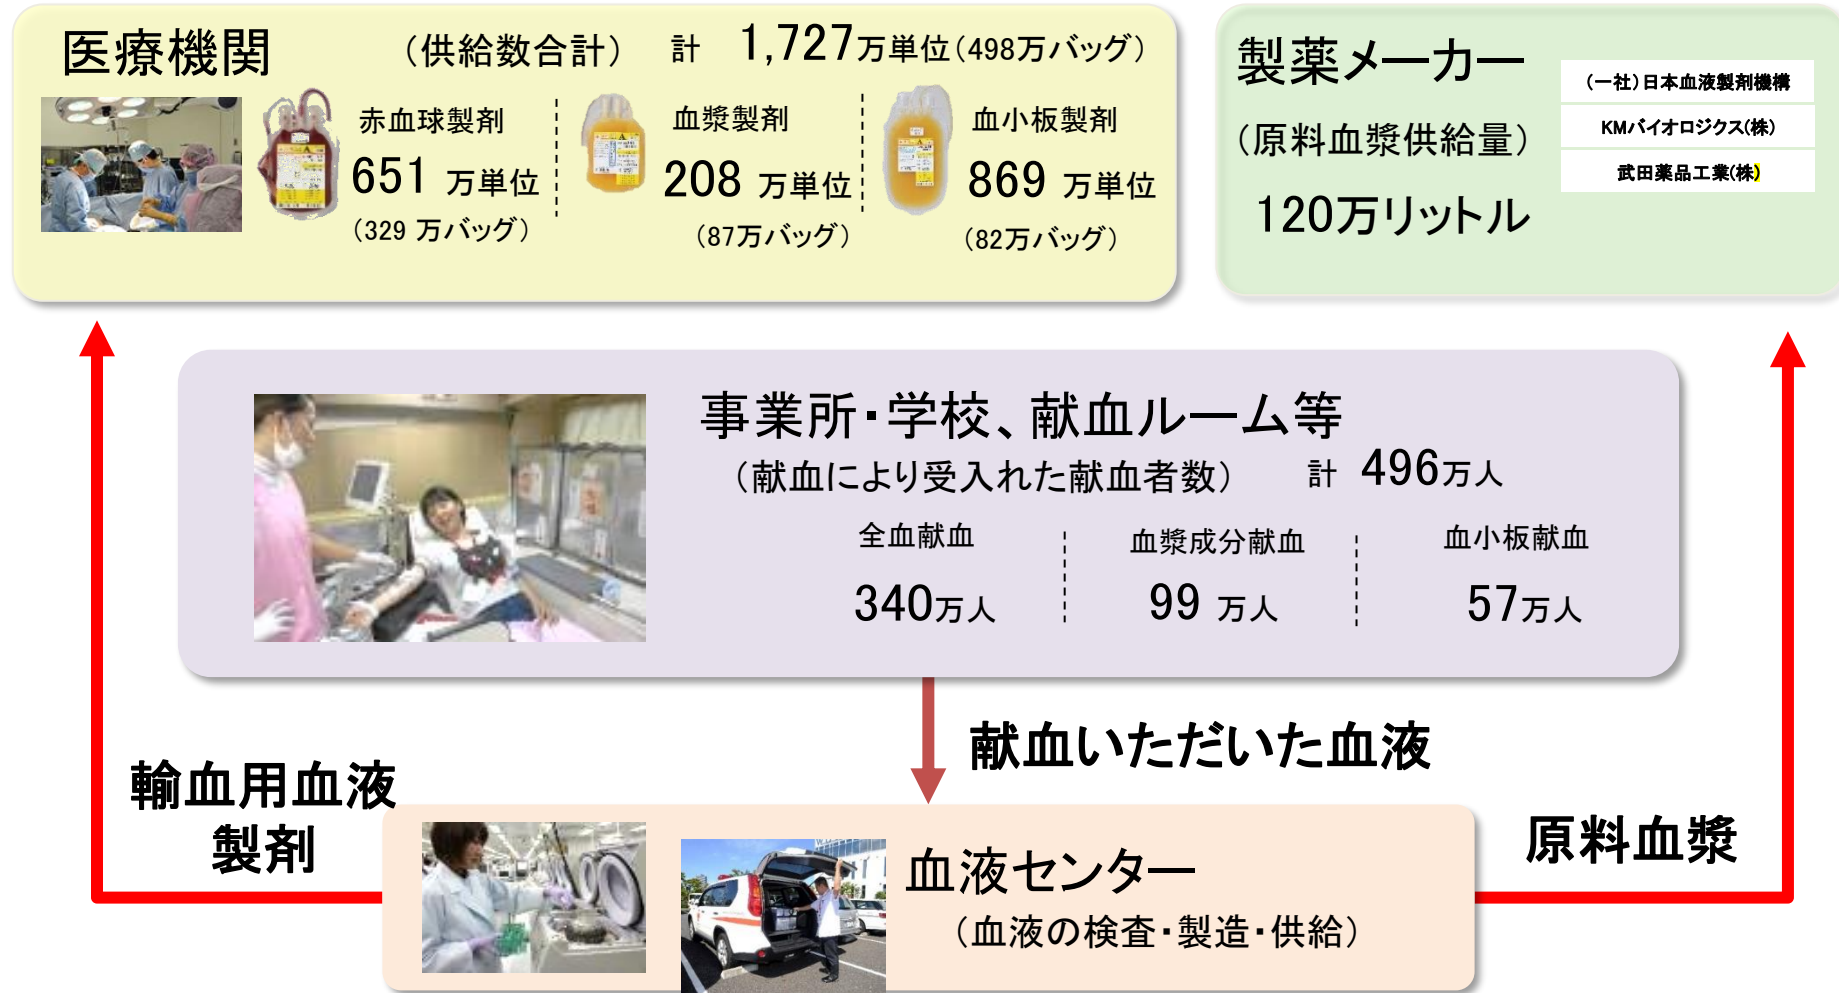 医療機関 (供給数合計) 計 1,727万単位(498万バッグ)
赤血球製剤
651 万単位
(329 万バッグ)
血漿製剤
208 万単位
(87万バッグ)
血小板製剤
869 万単位
(82万バッグ)
製薬メーカー
(原料血漿供給量)
120万リットル
(一社)日本血液製剤機構
KMバイオロジクス(株)
武田薬品工業(株)
事業所・学校、献血ルーム等
(献血により受入れた献血者数) 計 496万人
全血献血
340万人
血漿成分献血
99 万人
血小板献血
57万人
献血いただいた血液
輸血用血液
製剤
原料血漿
血液センター
(血液の検査・製造・供給)